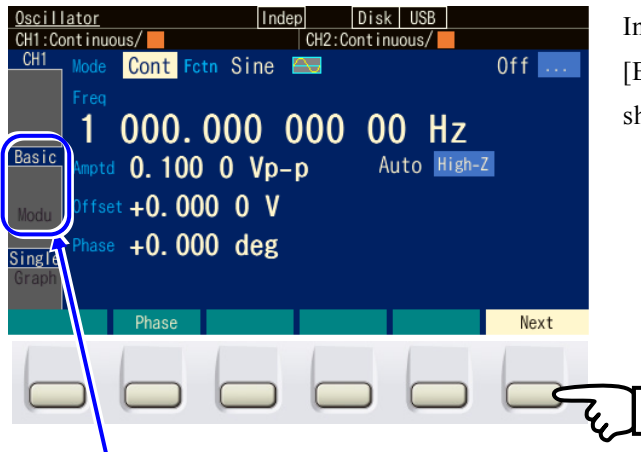 Oscillator Indep Disk USB
CH1:Continuous/ CH2:Continuous/
CH1 Mode Cont Fctn Sine Off ...
Freq
1 000.000 000 00 Hz
Basic Amptd 0.100 0 Vp-p Auto High-Z
Modu Offset +0.000 0 V
Phase +0.000 deg
Single
Graph
Phase Next